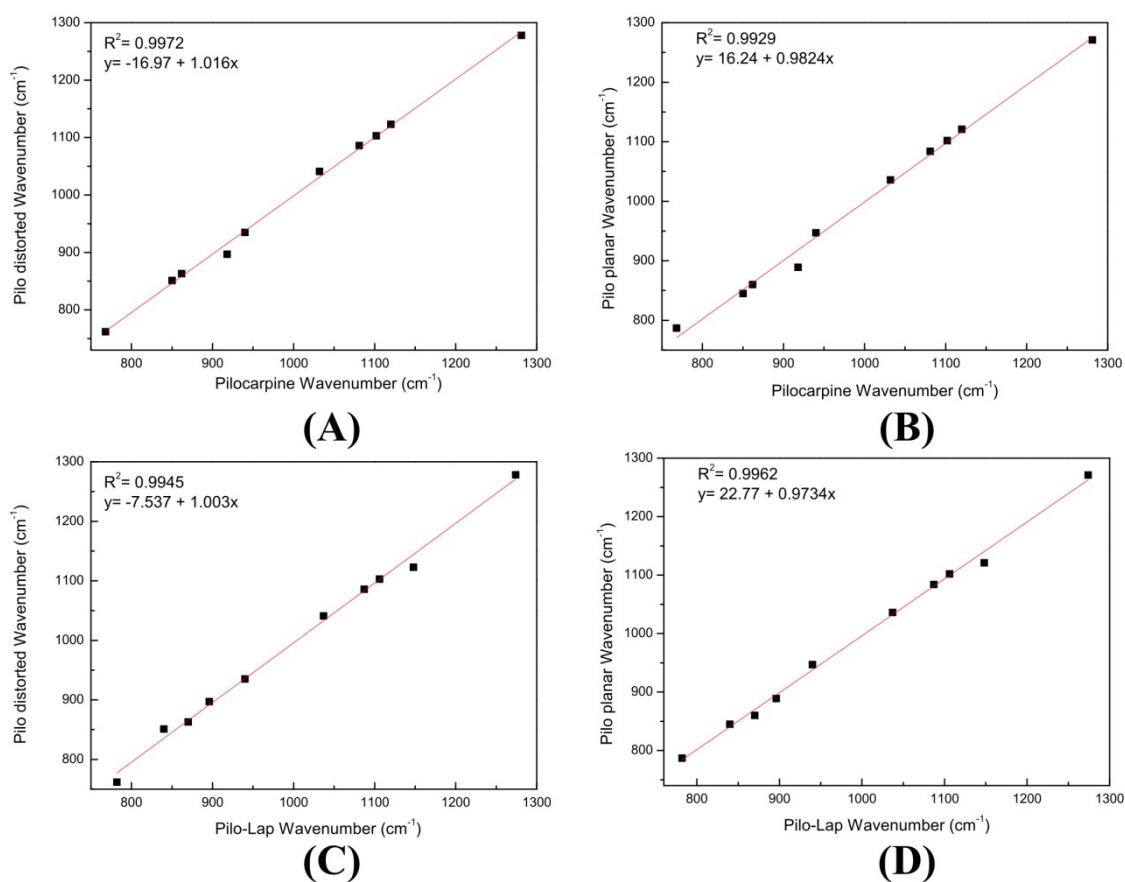 R²= 0.9972
y= -16.97 + 1.016x
Pilo distorted Wavenumber (cm⁻¹)
1300
1200
1100
1000
900
800
800 900 1000 1100 1200 1300
Pilocarpine Wavenumber (cm⁻¹)
(A)
R²= 0.9929
y= 16.24 + 0.9824x
Pilo planar Wavenumber (cm⁻¹)
1300
1200
1100
1000
900
800
800 900 1000 1100 1200 1300
Pilocarpine Wavenumber (cm⁻¹)
(B)
R²= 0.9945
y= -7.537 + 1.003x
Pilo distorted Wavenumber (cm⁻¹)
1300
1200
1100
1000
900
800
800 900 1000 1100 1200 1300
Pilo-Lap Wavenumber (cm⁻¹)
(C)
R²= 0.9962
y= 22.77 + 0.9734x
Pilo planar Wavenumber (cm⁻¹)
1300
1200
1100
1000
900
800
800 900 1000 1100 1200 1300
Pilo-Lap Wavenumber (cm⁻¹)
(D)